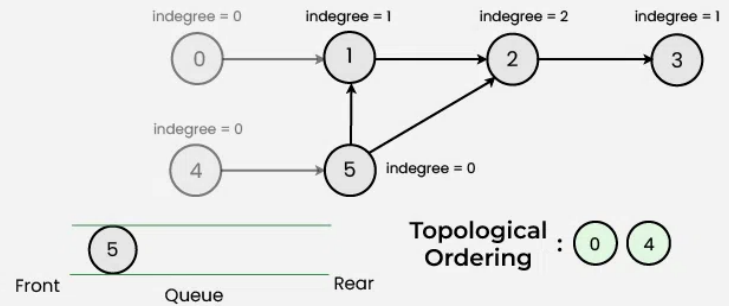 indegree = 0
indegree = 1
indegree = 2
indegree = 1
0
1
2
3
indegree = 0
4
5
indegree = 0
5
Front
Queue
Rear
Topological
Ordering
:
0
4